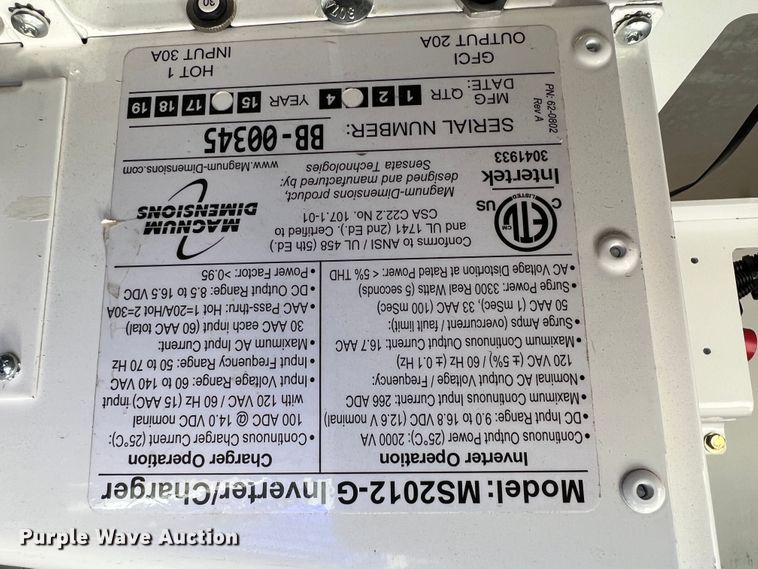 Model: MS2012-G Inverter/Charger
Inverter Operation
• Continuous Power Output (25°C): 2000 VA
• DC Input Range: 9.0 to 16.8 VDC (12.6 V nominal)
• Maximum Continuous Input Current: 266 ADC
• Nominal AC Output Voltage / Frequency:
120 VAC (± 5%) / 60 Hz (± 0.1 Hz)
• Maximum Continuous Output Current: 16.7 AAC
• Surge Amps (overcurrent / fault limit):
50 AAC (1 mSec), 33 AAC (100 mSec)
• Surge Power: 3300 Real Watts (5 seconds)
• AC Voltage Distortion at Rated Power: < 5% THD
Charger Operation
• Continuous Charger Current (25°C):
100 ADC @ 14.0 VDC nominal
with 120 VAC / 60 Hz (15 AAC) input
• Input Voltage Range: 60 to 140 VAC
• Input Frequency Range: 50 to 70 Hz
• Maximum AC Input Current:
30 AAC each input (60 AAC total)
• AAC Pass-thru: Hot 1=20A/Hot 2=30A
• DC Output Range: 8.5 to 16.5 VDC
• Power Factor: >0.95
C ETL US
LISTED
Intertek
3041933
Conforms to ANSI / UL 458 (5th Ed.)
and UL 1741 (2nd Ed.). Certified to
CSA C22.2 No. 107.1-01
Magnum-Dimensions product,
designed and manufactured by:
Sensata Technologies
MAGNUM
DIMENSIONS
www.Magnum-Dimensions.com
PN: 62-0802
Rev A
SERIAL NUMBER: BB-00345
MFG
DATE: QTR 1 2 4 YEAR 15 17 18 19
GFCI
OUTPUT 20A
HOT 1
INPUT 30A
30
Purple Wave Auction